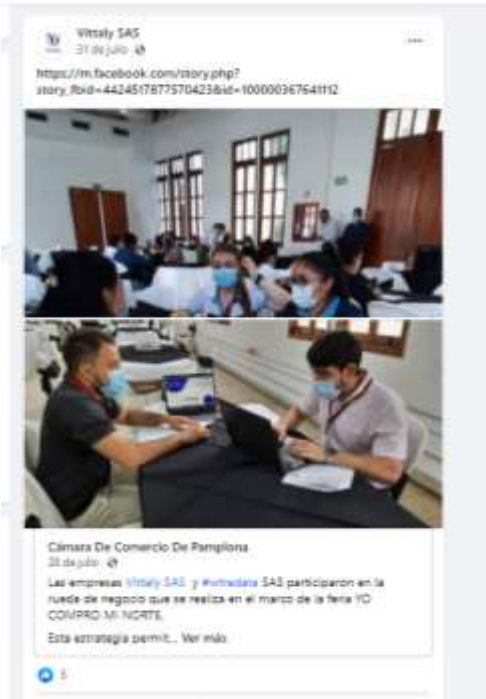 Vittaly SAS
31 de julio
https://m.facebook.com/story.php?
story_fbid=4424517877570423&id=100000367641112
Cámara De Comercio De Pamplona
28 de julio
Las empresas Vittaly SAS y SAS participaron en la
rueda de negocio que se realiza en el marco de la feria YO
COMPRO MI NORTE.
Esta estrategia permit... Ver más
5